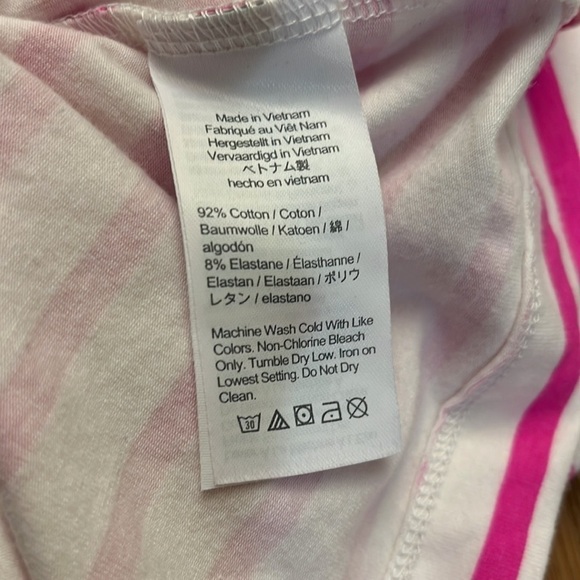 Made in Vietnam
Fabriqué au Viêt Nam
Hergestellt in Vietnam
Vervaardigd in Vietnam
ベトナム製
hecho en vietnam
92% Cotton / Coton /
Baumwolle / Katoen / 綿 /
algodón
8% Elastane / Élasthanne /
Elastan / Elastaan / ポリウ
レタン / elastano
Machine Wash Cold With Like
Colors. Non-Chlorine Bleach
Only. Tumble Dry Low. Iron on
Lowest Setting. Do Not Dry
Clean.
30